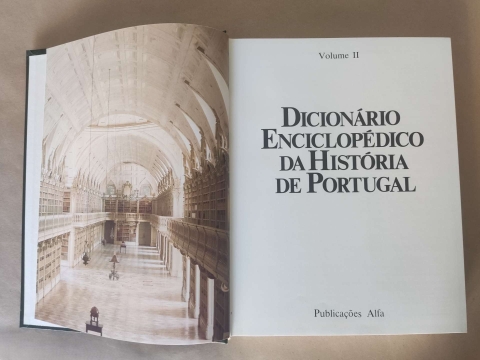 Volume II
DICIONÁRIO
ENCICLOPÉDICO
DA HISTÓRIA
DE PORTUGAL
Publicações Alfa